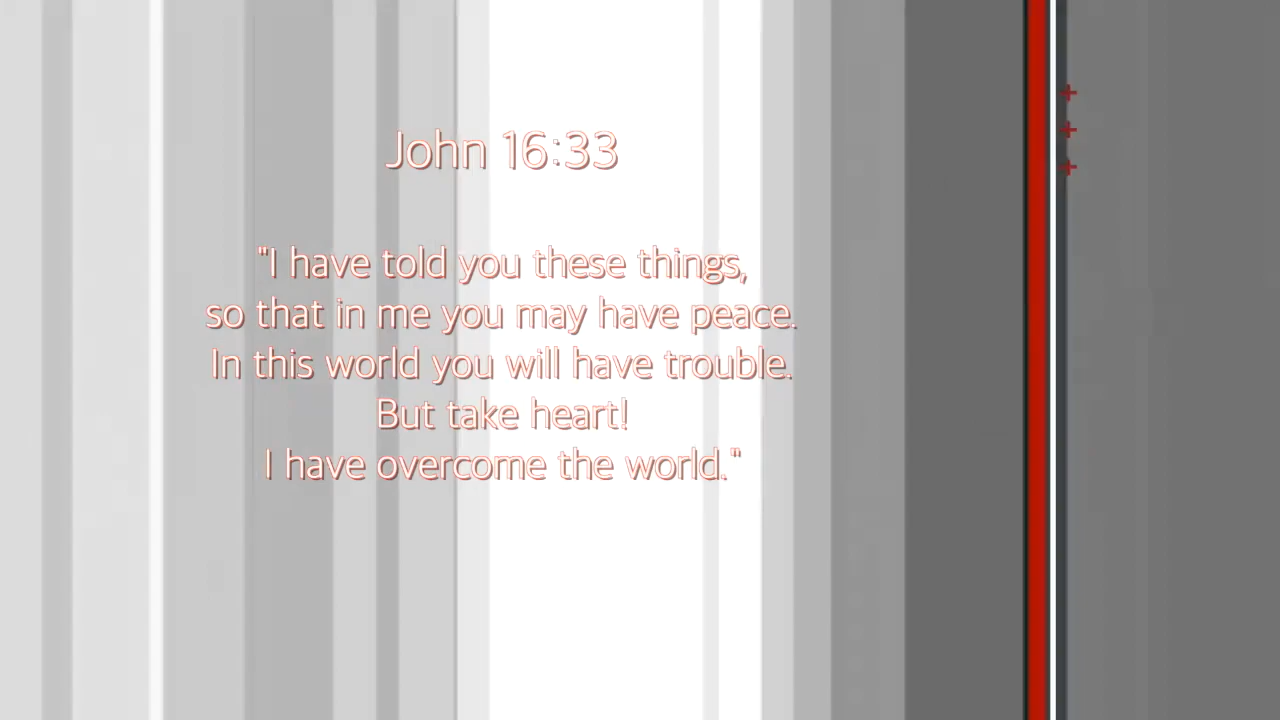 John 16:33
"I have told you these things,
so that in me you may have peace.
In this world you will have trouble.
But take heart!
I have overcome the world."